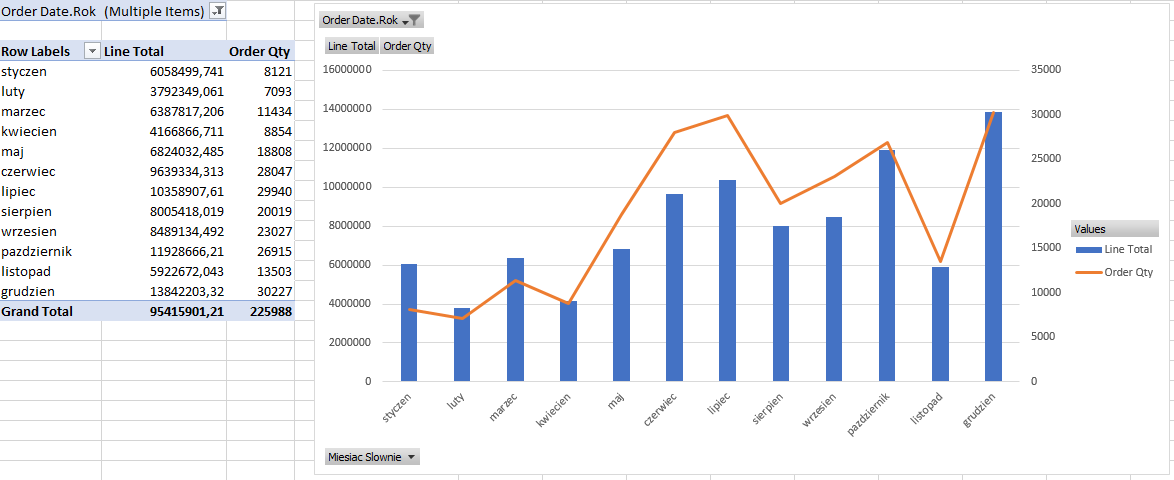 Order Date.Rok (Multiple Items)
Row Labels Line Total Order Qty
styczen 6058499,741 8121
luty 3792349,061 7093
marzec 6387817,206 11434
kwiecien 4166866,711 8854
maj 6824032,485 18808
czerwiec 9639334,313 28047
lipiec 10358907,61 29940
sierpien 8005418,019 20019
wrzesien 8489134,492 23027
pazdziernik 11928666,21 26915
listopad 5922672,043 13503
grudzien 13842203,32 30227
Grand Total 95415901,21 225988
Order Date.Rok
Line Total Order Qty
16000000 35000
14000000 30000
12000000 25000
10000000 20000
8000000 15000
6000000 10000
4000000 5000
2000000 0
0
styczen luty marzec kwiecien maj czerwiec lipiec sierpien wrzesien pazdziernik listopad grudzien
Values
Line Total
Order Qty
Miesiac Slownie